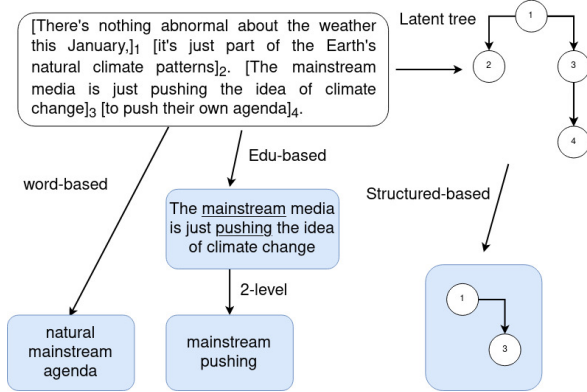 [There's nothing abnormal about the weather
this January,]1 [it's just part of the Earth's
natural climate patterns]2. [The mainstream
media is just pushing the idea of climate
change]3 [to push their own agenda]4.
Latent tree
1
2
3
4
word-based
Edu-based
Structured-based
The mainstream media
is just pushing the idea
of climate change
2-level
natural
mainstream
agenda
mainstream
pushing
1
3